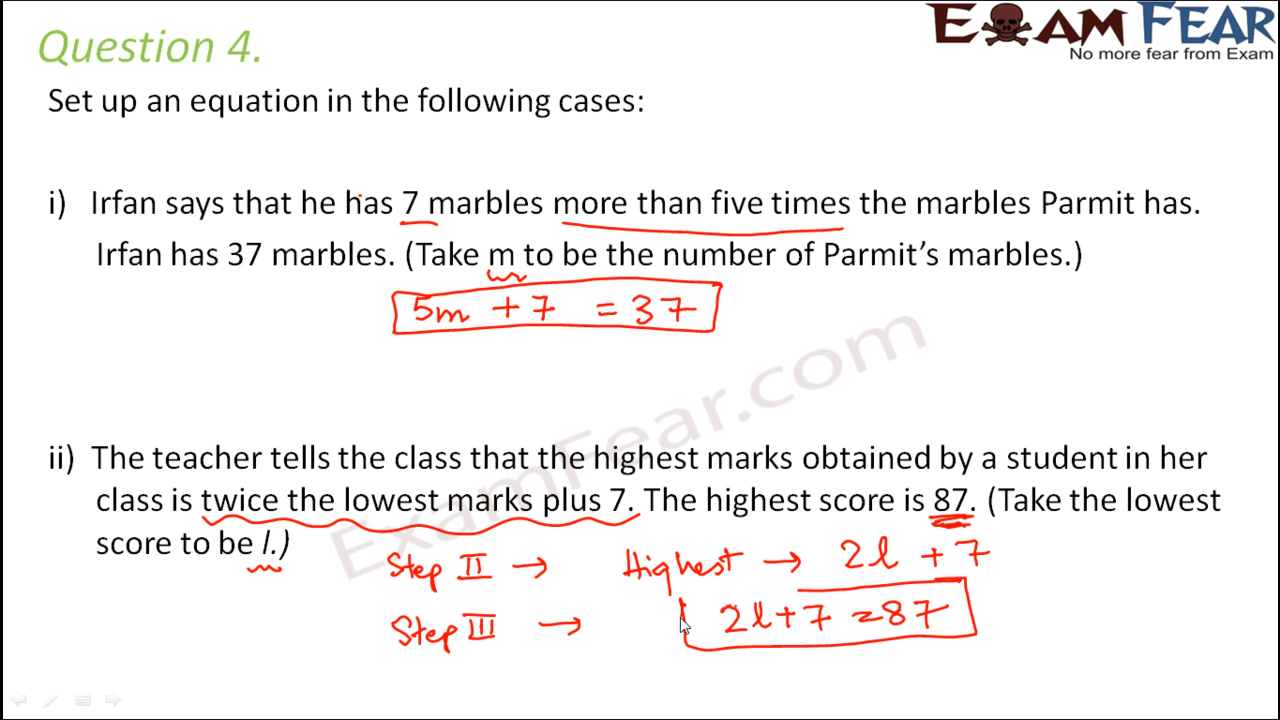 EXAM FEAR
No more fear from Exam
Question 4.
Set up an equation in the following cases:
i) Irfan says that he has 7 marbles more than five times the marbles Parmit has.
Irfan has 37 marbles. (Take m to be the number of Parmit's marbles.)
5m + 7 = 37
ExamFear.com
ii) The teacher tells the class that the highest marks obtained by a student in her
class is twice the lowest marks plus 7. The highest score is 87. (Take the lowest
score to be l.)
Step II → Highest → 2l + 7
Step III → 2l + 7 = 87